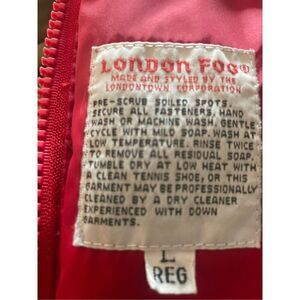 LONDON FOG®
MADE AND STYLED BY THE
LONDONTOWN CORPORATION
PRE-SCRUB SOILED SPOTS.
SECURE ALL FASTENERS. HAND
WASH OR MACHINE WASH, GENTLE
CYCLE WITH MILD SOAP. WASH AT
LOW TEMPERATURE. RINSE TWICE
TO REMOVE ALL RESIDUAL SOAP.
TUMBLE DRY AT LOW HEAT WITH
A CLEAN TENNIS SHOE, OR THIS
GARMENT MAY BE PROFESSIONALLY
CLEANED BY A DRY CLEANER
EXPERIENCED WITH DOWN
GARMENTS.
L
REG